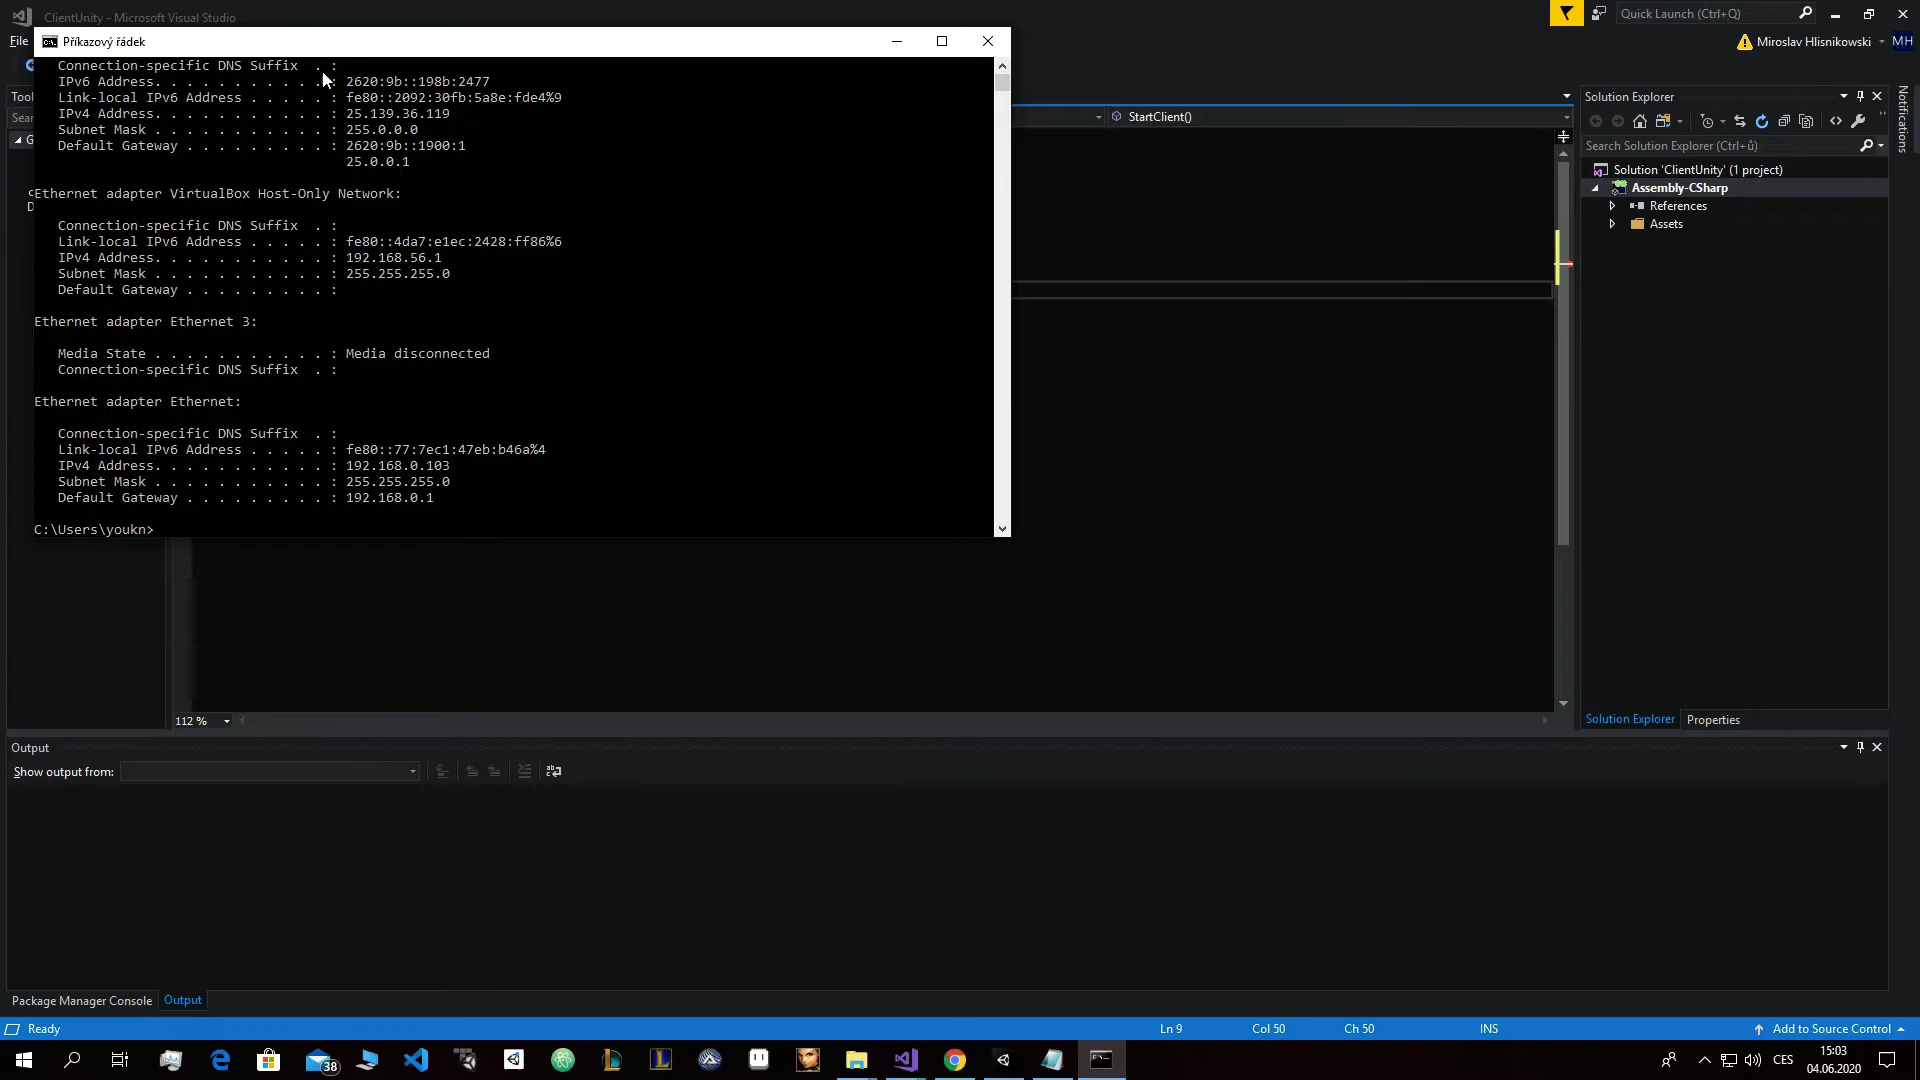 ClientUnity - Microsoft Visual Studio
Quick Launch (Ctrl+Q)
File
Miroslav Hlisnikowski
MH
Příkazový řádek
Connection-specific DNS Suffix  . :
IPv6 Address. . . . . . . . . . . : 2620:9b::198b:2477
Link-local IPv6 Address . . . . . : fe80::2092:30fb:5a8e:fde4%9
IPv4 Address. . . . . . . . . . . : 25.139.36.119
Subnet Mask . . . . . . . . . . . : 255.0.0.0
Default Gateway . . . . . . . . . : 2620:9b::1900:1
25.0.0.1
Ethernet adapter VirtualBox Host-Only Network:
Connection-specific DNS Suffix  . :
Link-local IPv6 Address . . . . . : fe80::4da7:e1ec:2428:ff86%6
IPv4 Address. . . . . . . . . . . : 192.168.56.1
Subnet Mask . . . . . . . . . . . : 255.255.255.0
Default Gateway . . . . . . . . . :
Ethernet adapter Ethernet 3:
Media State . . . . . . . . . . . : Media disconnected
Connection-specific DNS Suffix  . :
Ethernet adapter Ethernet:
Connection-specific DNS Suffix  . :
Link-local IPv6 Address . . . . . : fe80::77:7ec1:47eb:b46a%4
IPv4 Address. . . . . . . . . . . : 192.168.0.103
Subnet Mask . . . . . . . . . . . : 255.255.255.0
Default Gateway . . . . . . . . . : 192.168.0.1
C:\Users\youkn>
StartClient()
Solution Explorer
Search Solution Explorer (Ctrl+ů)
Solution 'ClientUnity' (1 project)
Assembly-CSharp
References
Assets
Notifications
112 %
Solution Explorer
Properties
Output
Show output from:
Package Manager Console
Output
Ready
Ln 9
Col 50
Ch 50
INS
Add to Source Control
38
CES
15:03
04.06.2020